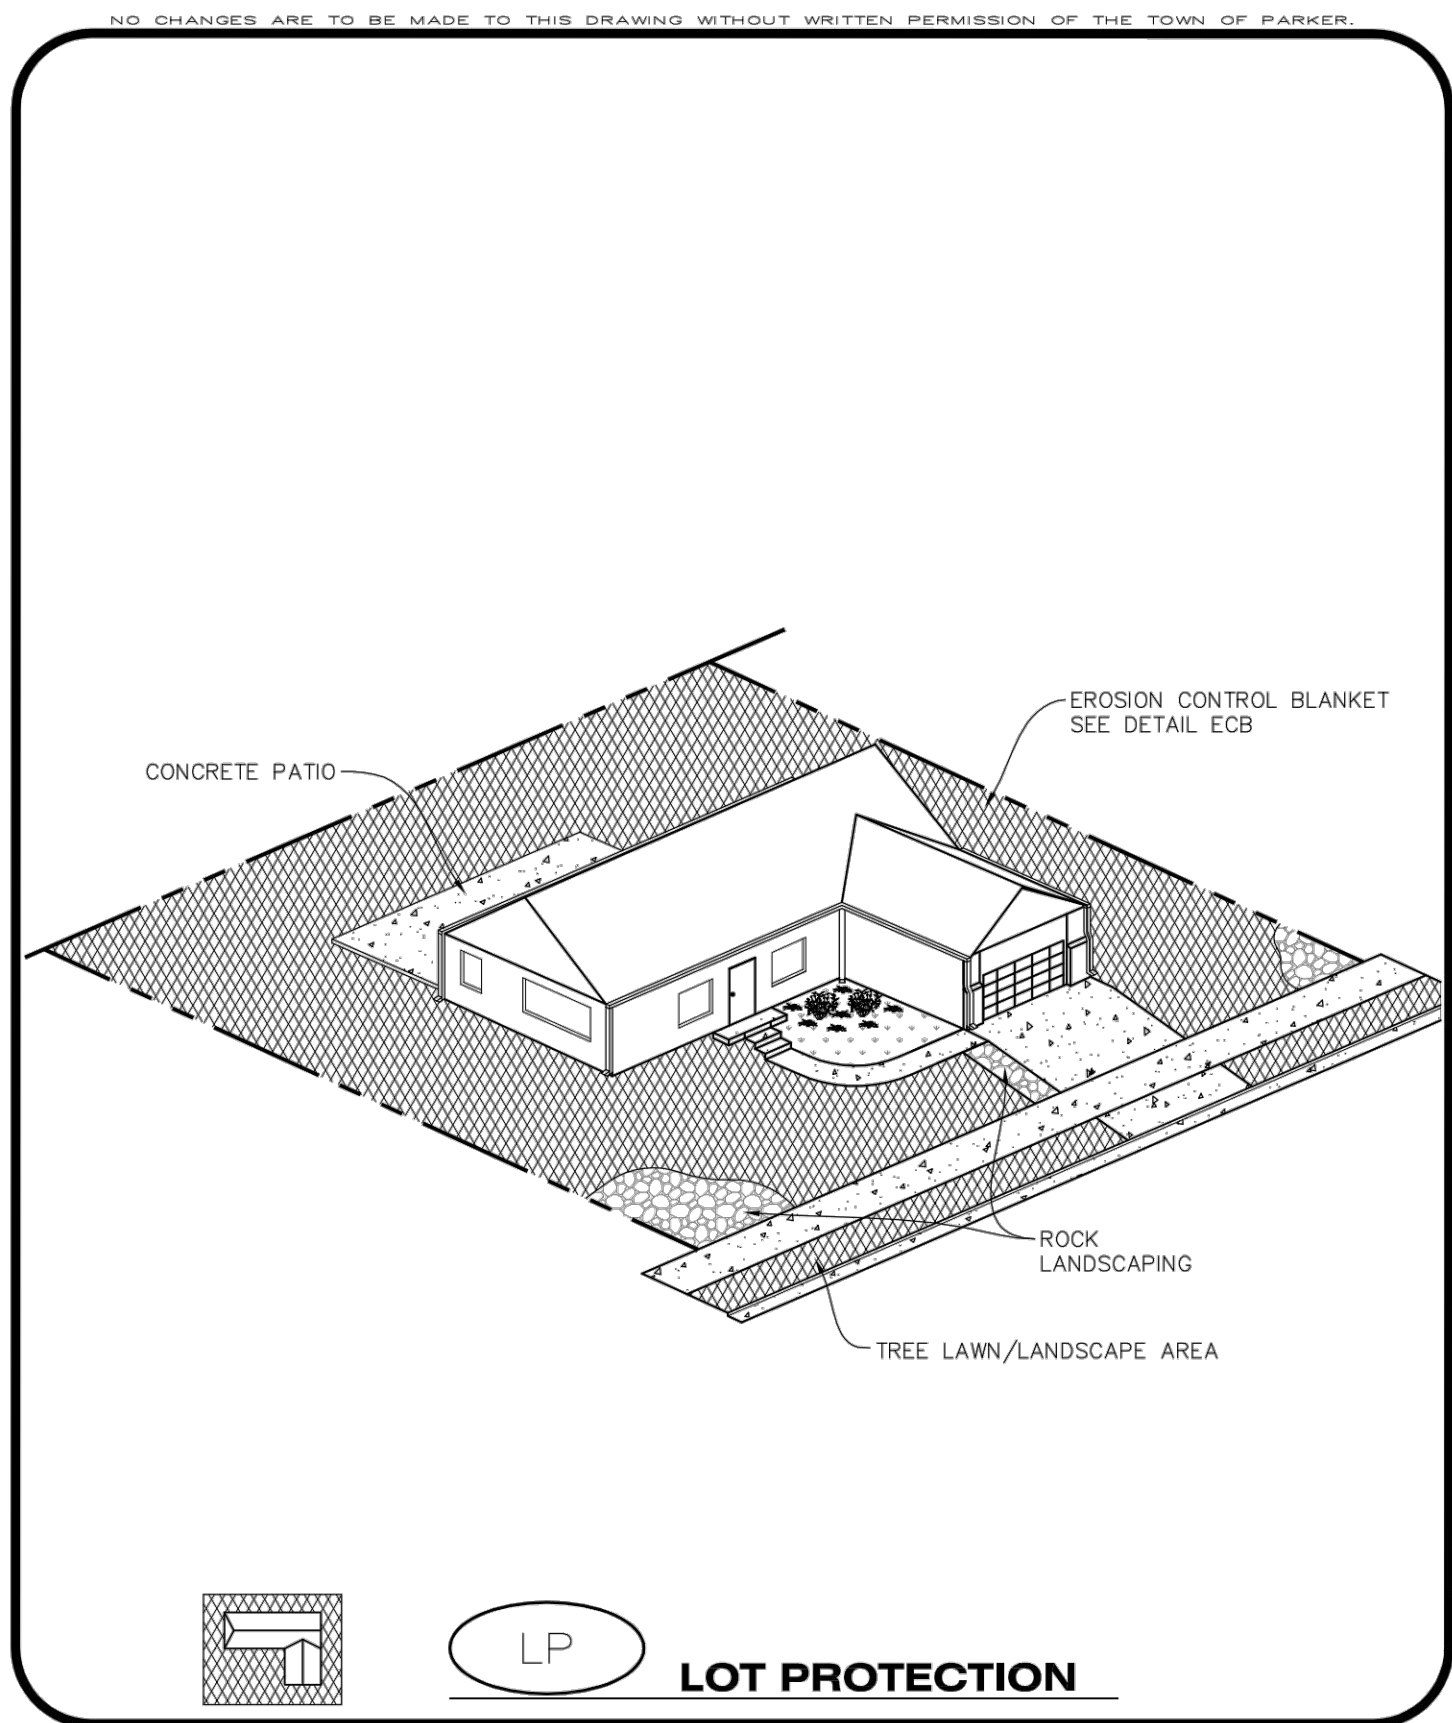 NO CHANGES ARE TO BE MADE TO THIS DRAWING WITHOUT WRITTEN PERMISSION OF THE TOWN OF PARKER.
EROSION CONTROL BLANKET
SEE DETAIL ECB
CONCRETE PATIO
ROCK
LANDSCAPING
TREE LAWN/LANDSCAPE AREA
LP
LOT PROTECTION